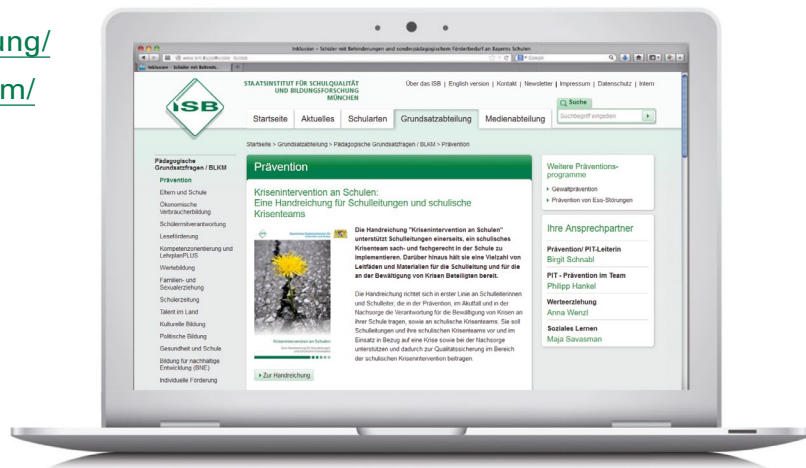 ung/
m/
Inklusion - Schüler mit Behinderungen und sonderpädagogischem Förderbedarf an Bayerns Schulen
Inklusion - Schüler mit Behinde...
STAATSINSTITUT FÜR SCHULQUALITÄT
UND BILDUNGSFORSCHUNG
MÜNCHEN
Über das ISB | English version | Kontakt | Newsletter | Impressum | Datenschutz | Intern
ISB
Suche
Suchbegriff eingeben
Startseite Aktuelles Schularten Grundsatzabteilung Medienabteilung
Startseite > Grundsatzabteilung > Pädagogische Grundsatzfragen / BLKM > Prävention
Pädagogische
Grundsatzfragen / BLKM
Prävention
Eltern und Schule
Ökonomische
Verbraucherbildung
Schülermitverantwortung
Leseförderung
Kompetenzorientierung und
LehrplanPLUS
Wertebildung
Familien- und
Sexualerziehung
Schulerzeitung
Talent im Land
Kulturelle Bildung
Politische Bildung
Gesundheit und Schule
Bildung für nachhaltige
Entwicklung (BNE)
Individuelle Förderung
Prävention
Krisenintervention an Schulen:
Eine Handreichung für Schulleitungen und schulische
Krisenteams
Die Handreichung "Krisenintervention an Schulen"
unterstützt Schulleitungen einerseits, ein schulisches
Krisenteam sach- und fachgerecht in der Schule zu
implementieren. Darüber hinaus hält sie eine Vielzahl von
Leitfäden und Materialien für die Schulleitung und für die
an der Bewältigung von Krisen Beteiligten bereit.
Die Handreichung richtet sich in erster Linie an Schulleiterinnen
und Schulleiter, die in der Prävention, im Akutfall und in der
Nachsorge die Verantwortung für die Bewältigung von Krisen an
ihrer Schule tragen, sowie an schulische Krisenteams. Sie soll
Schulleitungen und ihre schulischen Krisenteams vor und im
Einsatz in Bezug auf eine Krise sowie bei der Nachsorge
unterstützen und dadurch zur Qualitätssicherung im Bereich
der schulischen Krisenintervention beitragen.
Krisenintervention an Schulen
Zur Handreichung
Weitere Präventions-
programme
Gewaltprävention
Prävention von Ess-Störungen
Ihre Ansprechpartner
Prävention/ PIT-Leiterin
Birgit Schnabl
PIT - Prävention im Team
Philipp Hankel
Werteerziehung
Anna Wenzl
Soziales Lernen
Maja Savasman